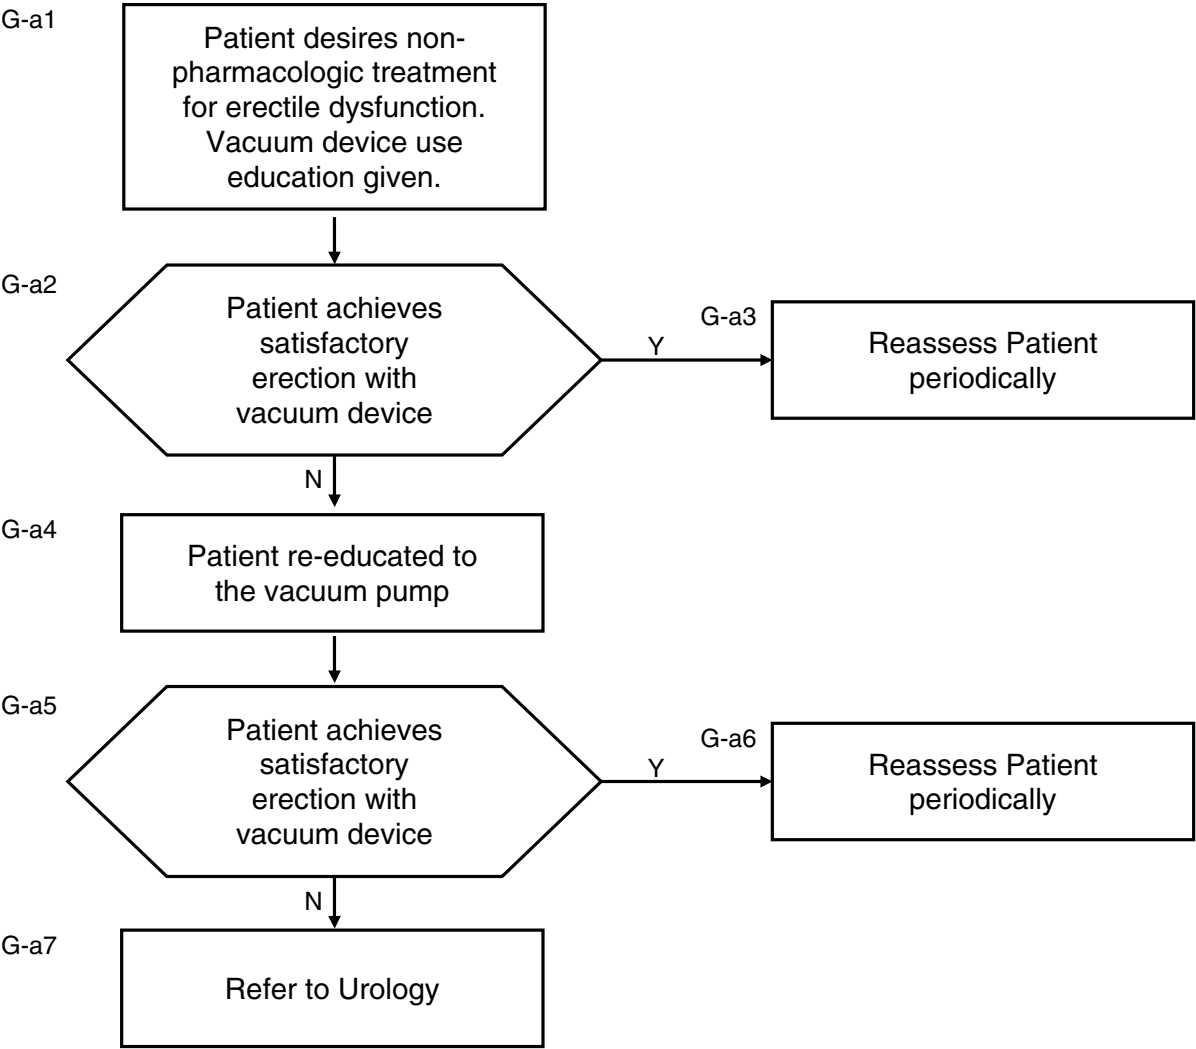 G-a1
Patient desires non-
pharmacologic treatment
for erectile dysfunction.
Vacuum device use
education given.
G-a2
Patient achieves
satisfactory
erection with
vacuum device
Y
G-a3
Reassess Patient
periodically
N
G-a4
Patient re-educated to
the vacuum pump
G-a5
Patient achieves
satisfactory
erection with
vacuum device
Y
G-a6
Reassess Patient
periodically
N
G-a7
Refer to Urology